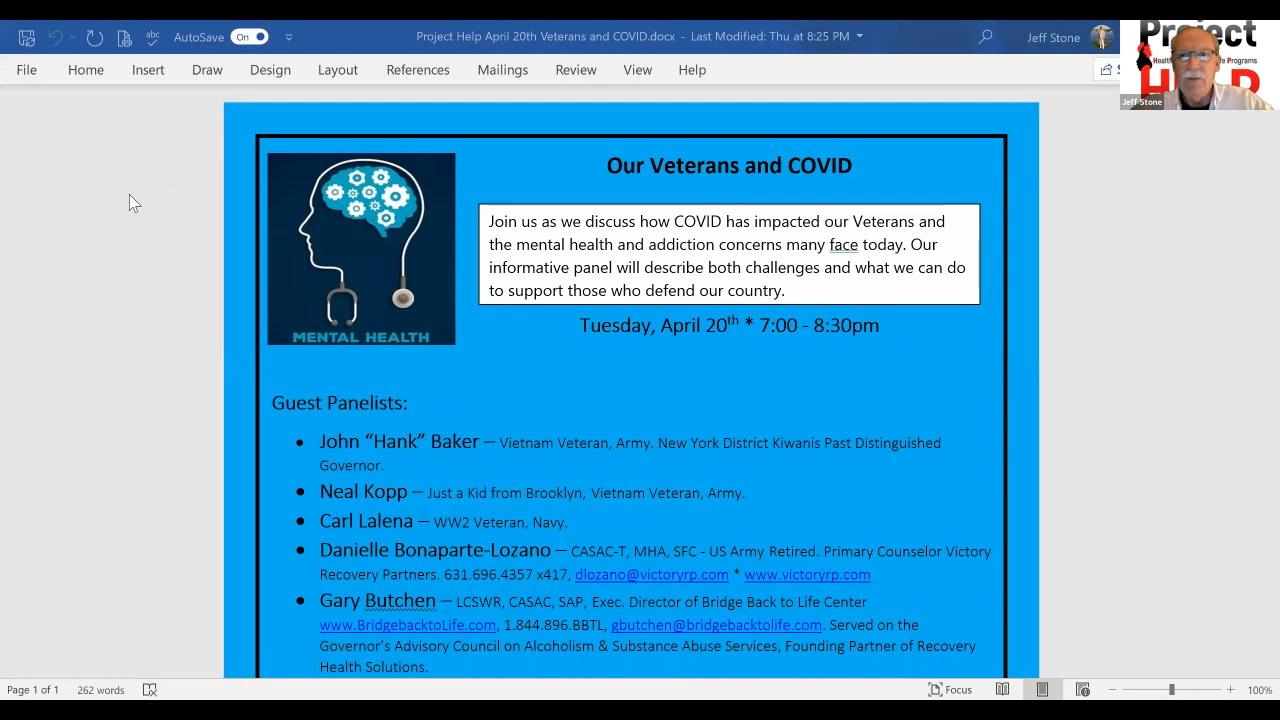 AutoSave On
Project Help April 20th Veterans and COVID.docx - Last Modified: Thu at 8:25 PM
Jeff Stone
File Home Insert Draw Design Layout References Mailings Review View Help
Project
Programs
Jeff Stone
MENTAL HEALTH
Our Veterans and COVID
Join us as we discuss how COVID has impacted our Veterans and
the mental health and addiction concerns many face today. Our
informative panel will describe both challenges and what we can do
to support those who defend our country.
Tuesday, April 20th * 7:00 - 8:30pm
Guest Panelists:
• John “Hank” Baker – Vietnam Veteran, Army. New York District Kiwanis Past Distinguished
Governor.
• Neal Kopp – Just a Kid from Brooklyn, Vietnam Veteran, Army.
• Carl Lalena – WW2 Veteran, Navy.
• Danielle Bonaparte-Lozano – CASAC-T, MHA, SFC - US Army Retired. Primary Counselor Victory
Recovery Partners. 631.696.4357 x417, dlozano@victoryrp.com * www.victoryrp.com
• Gary Butchen – LCSWR, CASAC, SAP, Exec. Director of Bridge Back to Life Center
www.BridgebacktoLife.com, 1.844.896.BBTL, gbutchen@bridgebacktolife.com. Served on the
Governor’s Advisory Council on Alcoholism & Substance Abuse Services, Founding Partner of Recovery
Health Solutions.
Page 1 of 1 262 words
Focus
100%